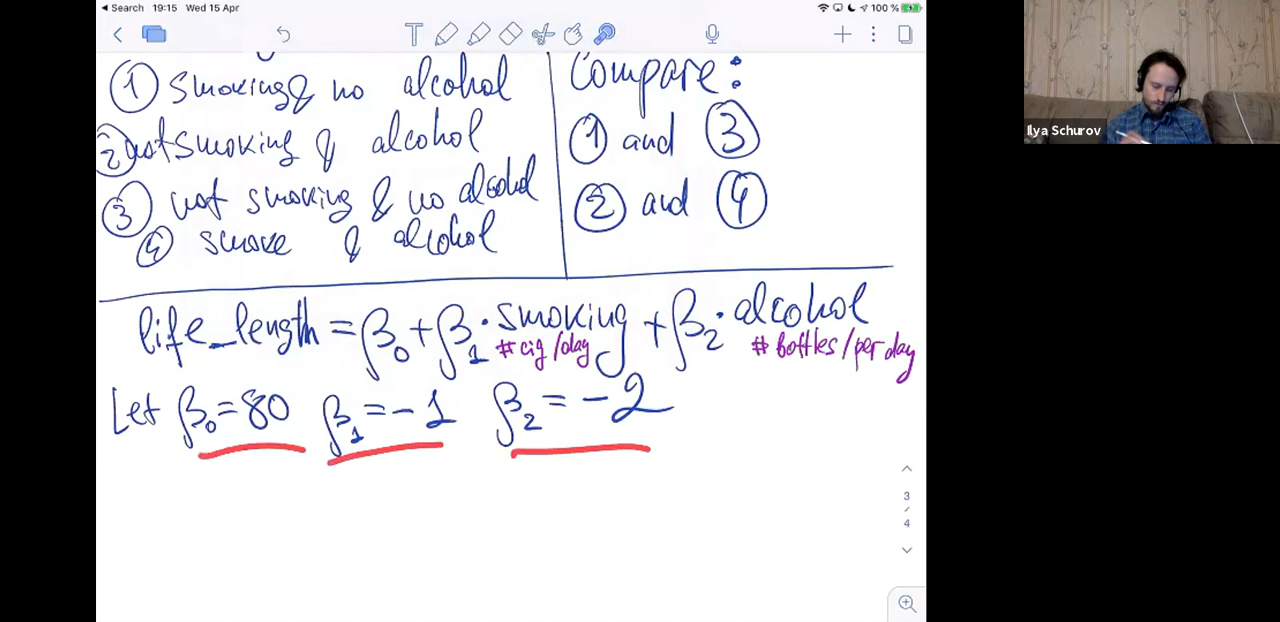 Search 19:15 Wed 15 Apr
100 %
① smoking & no alcohol
② not smoking & alcohol
③ not smoking & no alcohol
④ smoke & alcohol
Compare:
① and ③
② and ④
life_length = β₀ + β₁ · smoking + β₂ · alcohol
# cig/day # bottles/per day
Let β₀ = 80 β₁ = -1 β₂ = -2
3
/
4
Ilya Schurov